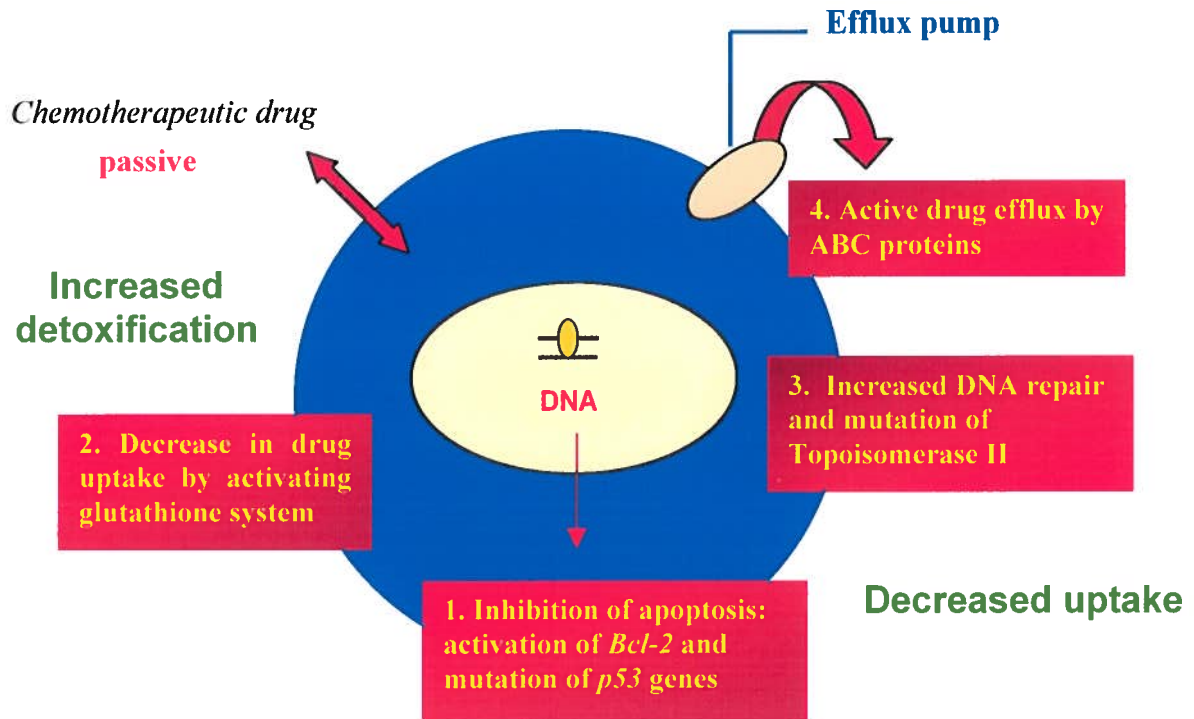 Efflux pump
Chemotherapeutic drug
passive
4. Active drug efflux by
ABC proteins
Increased
detoxification
DNA
3. Increased DNA repair
and mutation of
Topoisomerase II
2. Decrease in drug
uptake by activating
glutathione system
1. Inhibition of apoptosis:
activation of Bcl-2 and
mutation of p53 genes
Decreased uptake